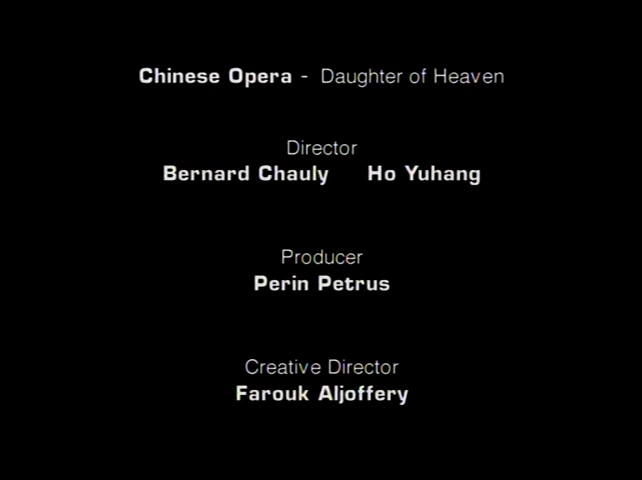 Chinese Opera - Daughter of Heaven
Director
Bernard Chauly Ho Yuhang
Producer
Perin Petrus
Creative Director
Farouk Aljoffery